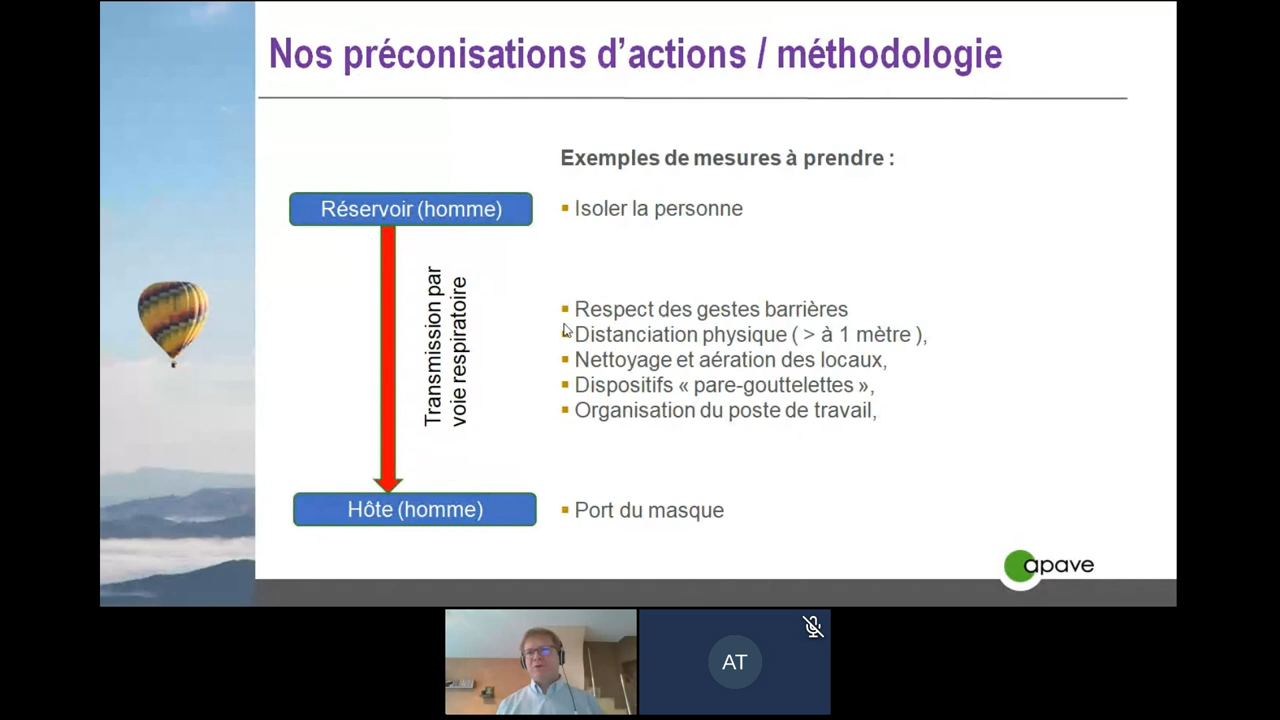 Nos préconisations d’actions / méthodologie
Exemples de mesures à prendre :
Réservoir (homme)
▪ Isoler la personne
Transmission par
voie respiratoire
▪ Respect des gestes barrières
▪ Distanciation physique ( > à 1 mètre ),
▪ Nettoyage et aération des locaux,
▪ Dispositifs « pare-gouttelettes »,
▪ Organisation du poste de travail,
Hôte (homme)
▪ Port du masque
apave
AT